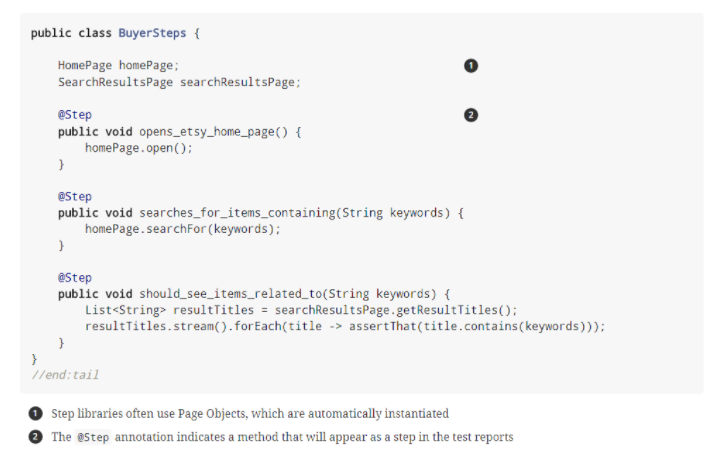 public class BuyerSteps {
HomePage homePage; 1
SearchResultsPage searchResultsPage;
@Step 2
public void opens_etsy_home_page() {
homePage.open();
}
@Step
public void searches_for_items_containing(String keywords) {
homePage.searchFor(keywords);
}
@Step
public void should_see_items_related_to(String keywords) {
List<String> resultTitles = searchResultsPage.getResultTitles();
resultTitles.stream().forEach(title -> assertThat(title.contains(keywords)));
}
}
//end:tail
1 Step libraries often use Page Objects, which are automatically instantiated
2 The @Step annotation indicates a method that will appear as a step in the test reports